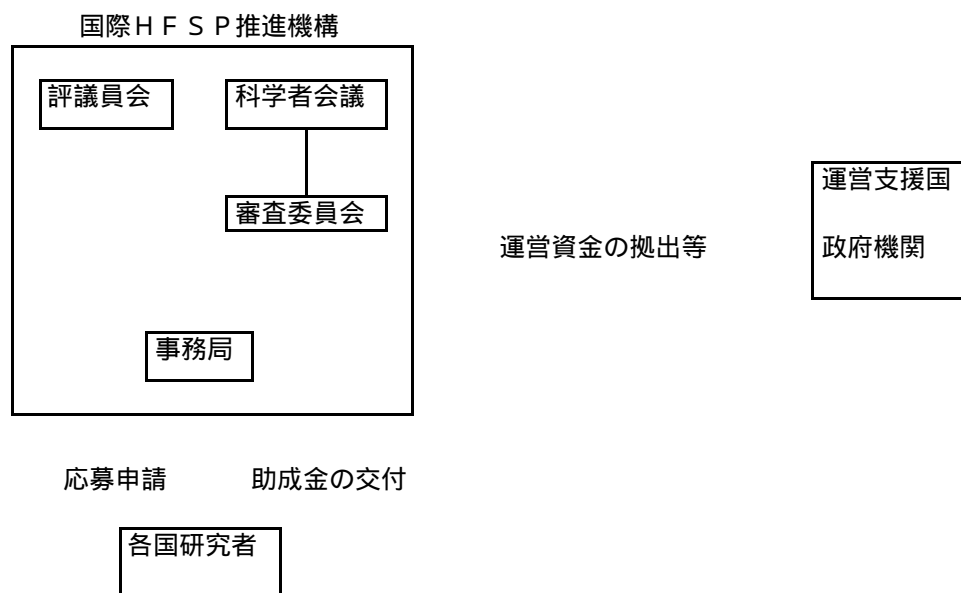 国際ＨＦＳＰ推進機構
評議員会
科学者会議
審査委員会
事務局
運営資金の拠出等
運営支援国
政府機関
応募申請
助成金の交付
各国研究者